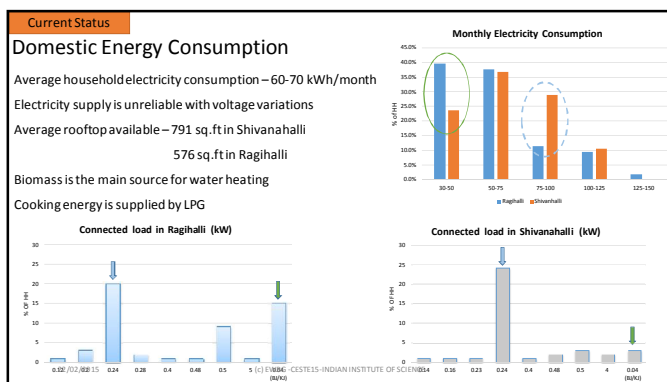 Current Status
Domestic Energy Consumption
Average household electricity consumption – 60-70 kWh/month
Electricity supply is unreliable with voltage variations
Average rooftop available – 791 sq.ft in Shivanahalli
576 sq.ft in Ragihalli
Biomass is the main source for water heating
Cooking energy is supplied by LPG
Monthly Electricity Consumption
% of HH
45.0%
40.0%
35.0%
30.0%
25.0%
20.0%
15.0%
10.0%
5.0%
0.0%
30-50 50-75 75-100 100-125 125-150
Ragihalli Shivanhalli
Connected load in Ragihalli (kW)
% OF HH
30
25
20
15
10
5
0
0.24 0.28 0.4 0.48 0.5 5 0.04
(BJ/KJ)
Connected load in Shivanahalli (kW)
% OF HH
30
25
20
15
10
5
0
0.14 0.16 0.23 0.24 0.4 0.48 0.5 4 0.04
(BJ/KJ)
-CESTE15-INDIAN INSTITUTE OF